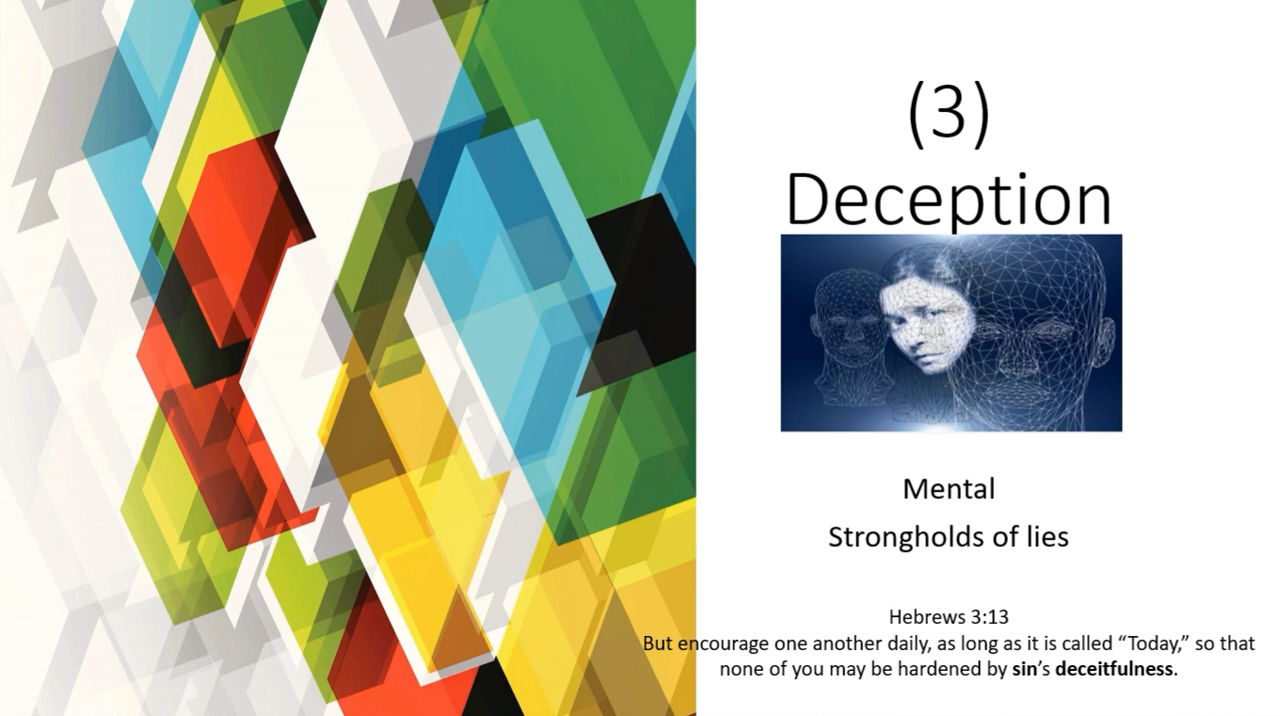 (3)
Deception
Mental
Strongholds of lies
Hebrews 3:13
But encourage one another daily, as long as it is called “Today,” so that
none of you may be hardened by sin’s deceitfulness.